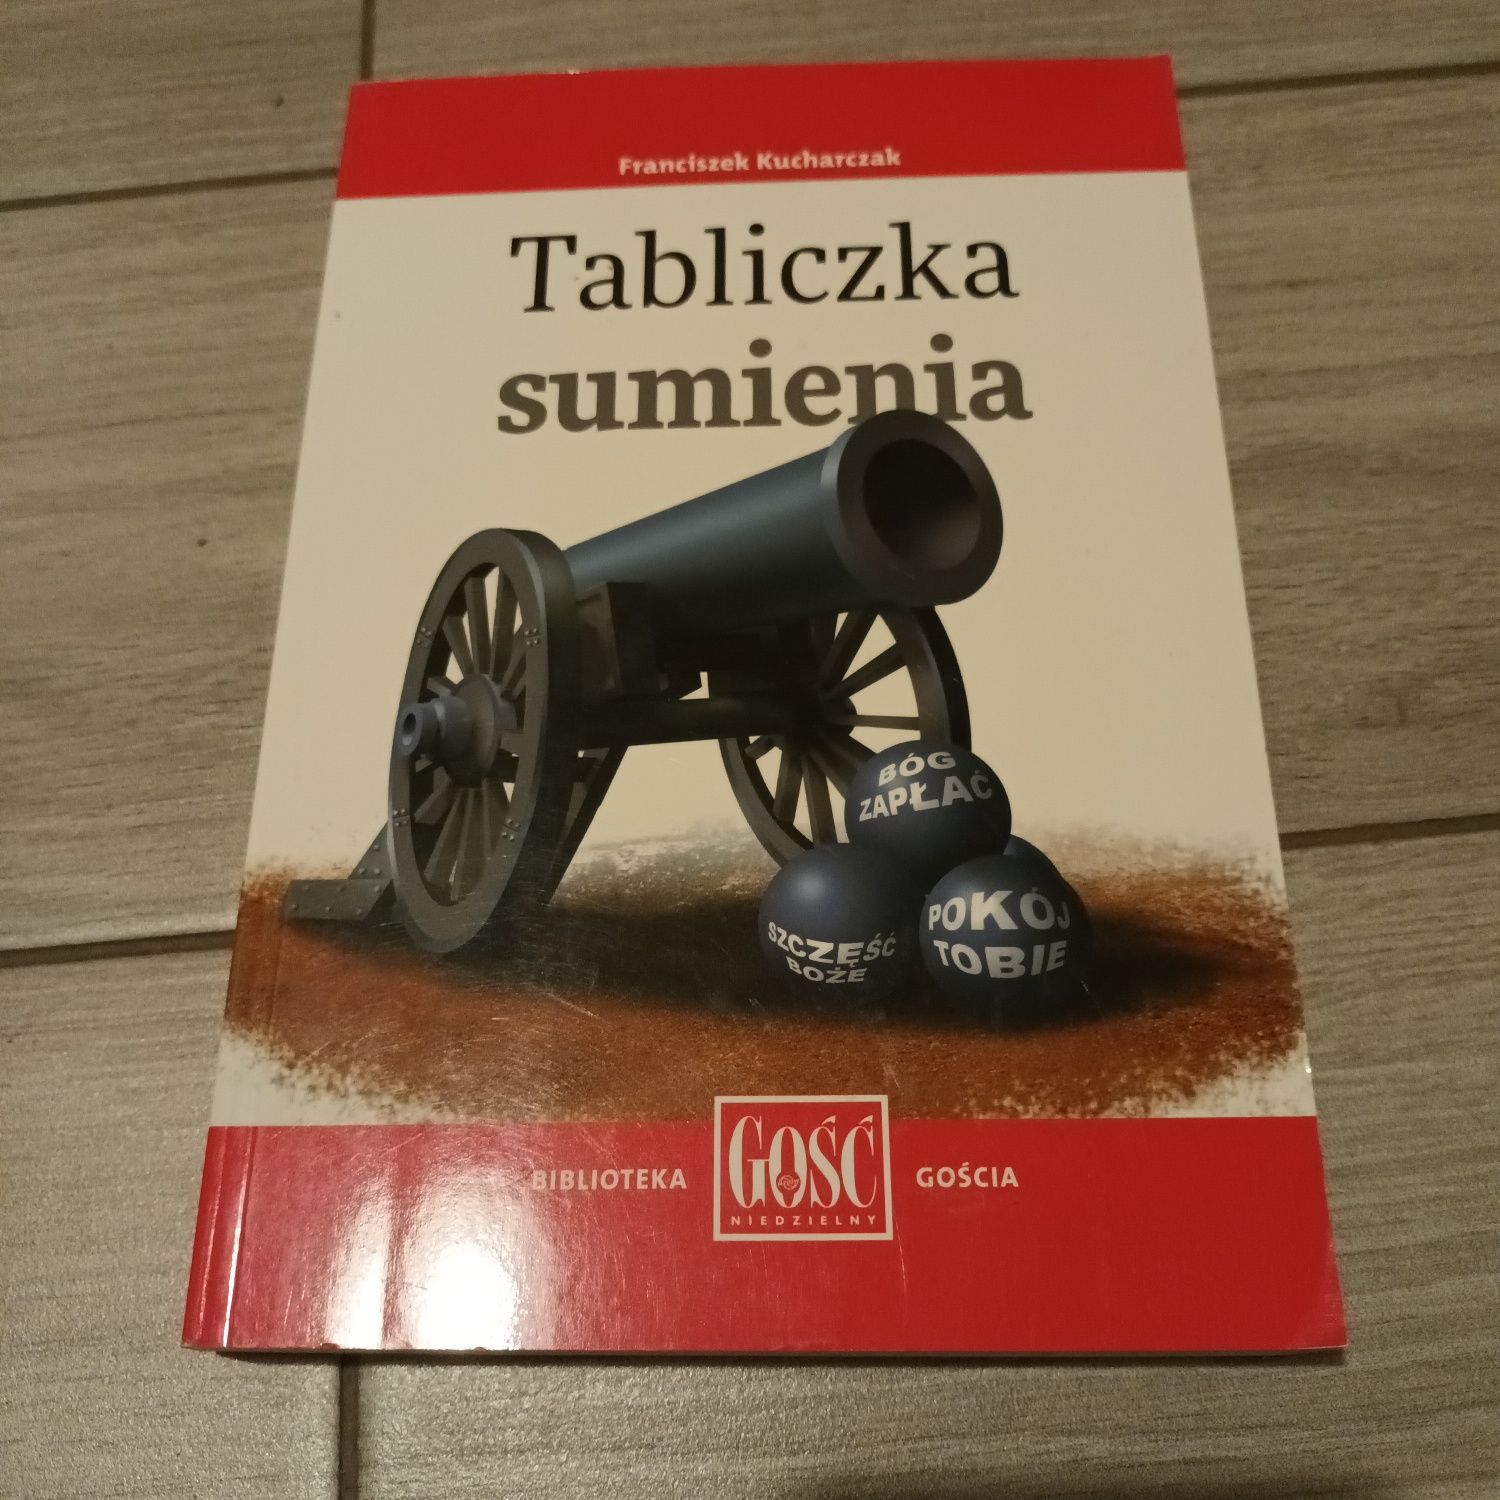 Franciszek Kucharczak
Tabliczka
sumienia
BÓG
ZAPŁAĆ
SZCZĘŚĆ
BOŻE
POKÓJ
TOBIE
BIBLIOTEKA
GOŚĆ
NIEDZIELNY
GOŚCIA